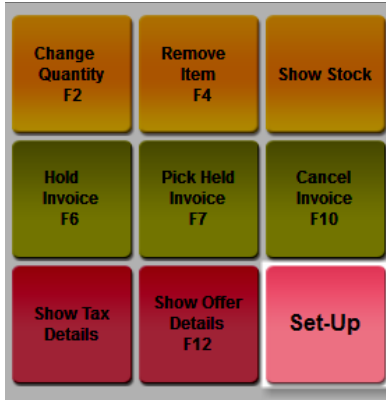 Change
Quantity
F2
Remove
Item
F4
Show Stock
Hold
Invoice
F6
Pick Held
Invoice
F7
Cancel
Invoice
F10
Show Tax
Details
Show Offer
Details
F12
Set-Up